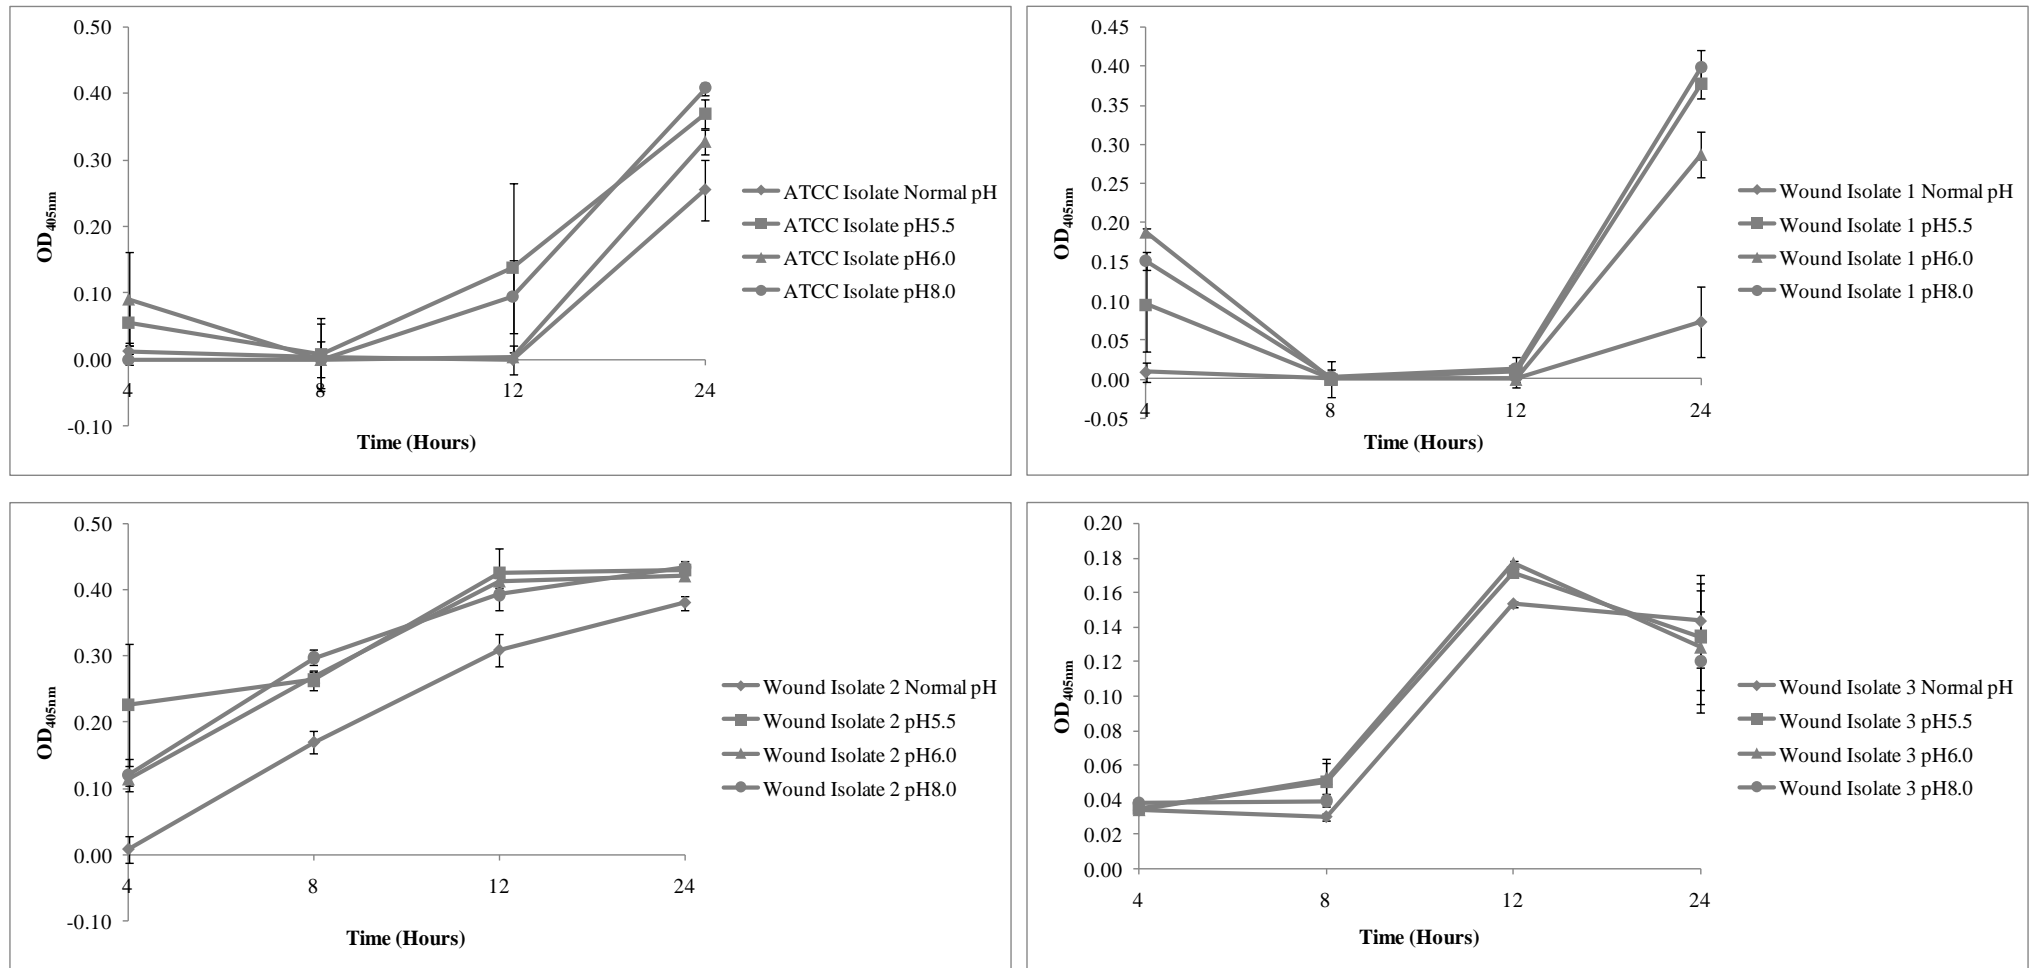 0.50
0.40
0.30
0.20
0.10
0.00
-0.10
OD405nm
4 8 12 24
Time (Hours)
ATCC Isolate Normal pH
ATCC Isolate pH5.5
ATCC Isolate pH6.0
ATCC Isolate pH8.0
0.45
0.40
0.35
0.30
0.25
0.20
0.15
0.10
0.05
0.00
-0.05
OD405nm
4 8 12 24
Time (Hours)
Wound Isolate 1 Normal pH
Wound Isolate 1 pH5.5
Wound Isolate 1 pH6.0
Wound Isolate 1 pH8.0
0.50
0.40
0.30
0.20
0.10
0.00
-0.10
OD405nm
4 8 12 24
Time (Hours)
Wound Isolate 2 Normal pH
Wound Isolate 2 pH5.5
Wound Isolate 2 pH6.0
Wound Isolate 2 pH8.0
0.20
0.18
0.16
0.14
0.12
0.10
0.08
0.06
0.04
0.02
0.00
OD405nm
4 8 12 24
Time (Hours)
Wound Isolate 3 Normal pH
Wound Isolate 3 pH5.5
Wound Isolate 3 pH6.0
Wound Isolate 3 pH8.0